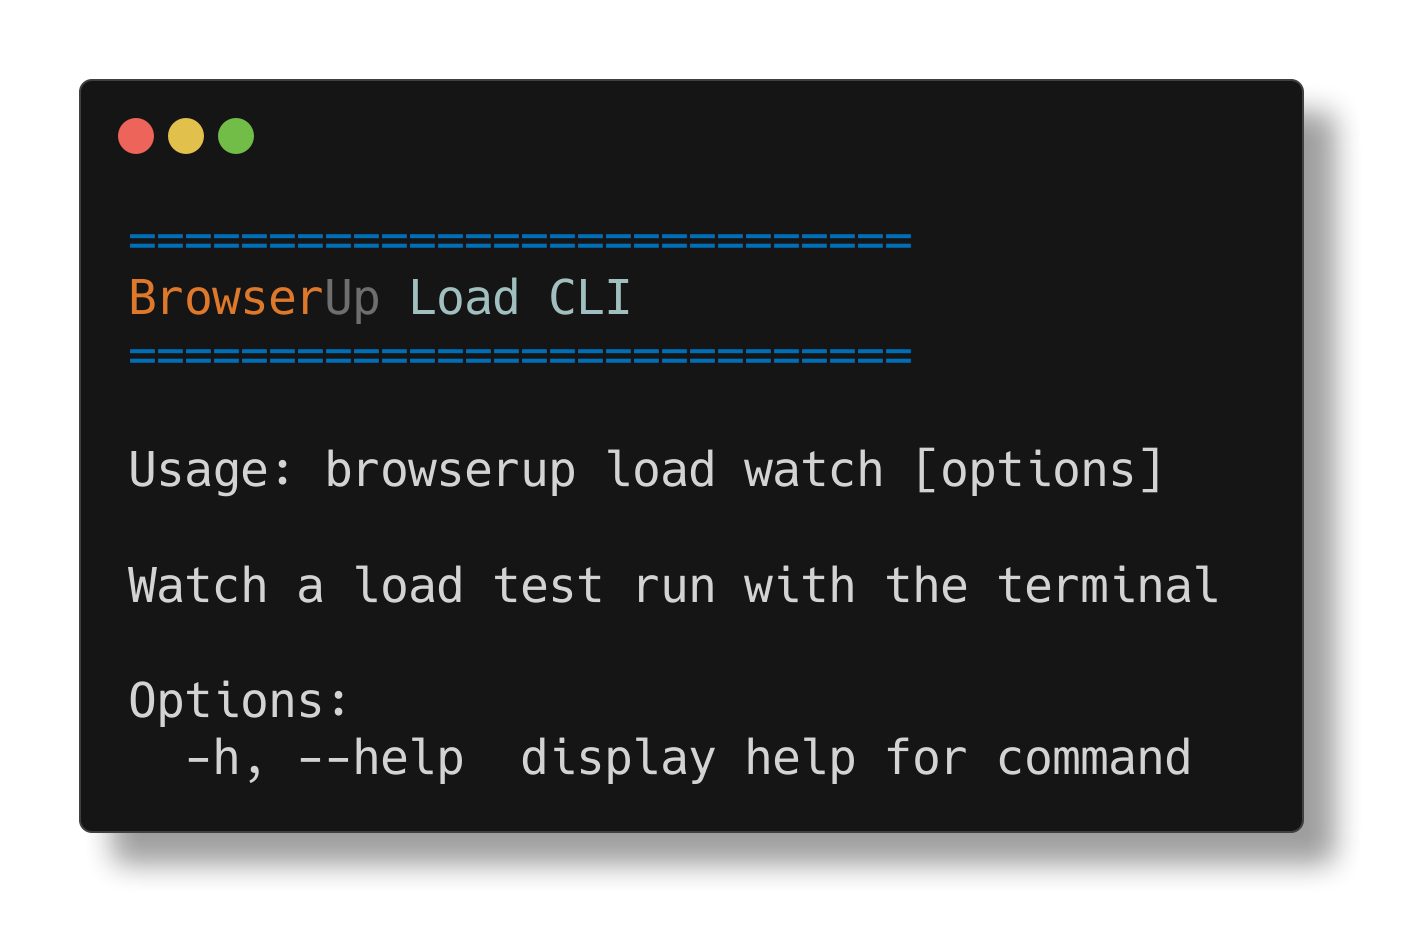 ============================
BrowserUp Load CLI
============================
Usage: browserup load watch [options]
Watch a load test run with the terminal
Options:
  -h, --help  display help for command